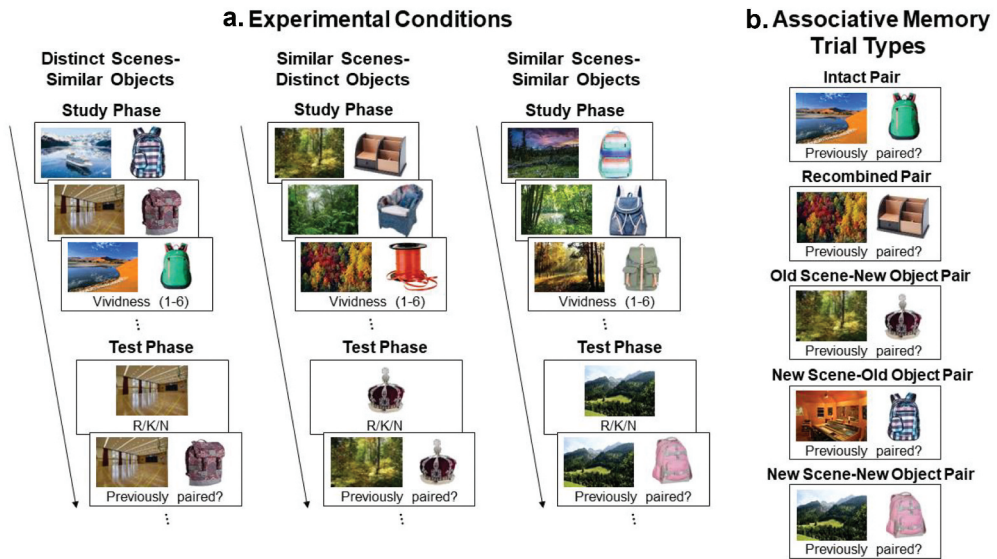 a. Experimental Conditions
Distinct Scenes-
Similar Objects
Study Phase
Vividness (1-6)
...
Test Phase
R/K/N
Previously paired?
...
Similar Scenes-
Distinct Objects
Study Phase
Vividness (1-6)
...
Test Phase
R/K/N
Previously paired?
...
Similar Scenes-
Similar Objects
Study Phase
Vividness (1-6)
...
Test Phase
R/K/N
Previously paired?
...
b. Associative Memory
Trial Types
Intact Pair
Previously paired?
Recombined Pair
Previously paired?
Old Scene-New Object Pair
Previously paired?
New Scene-Old Object Pair
Previously paired?
New Scene-New Object Pair
Previously paired?